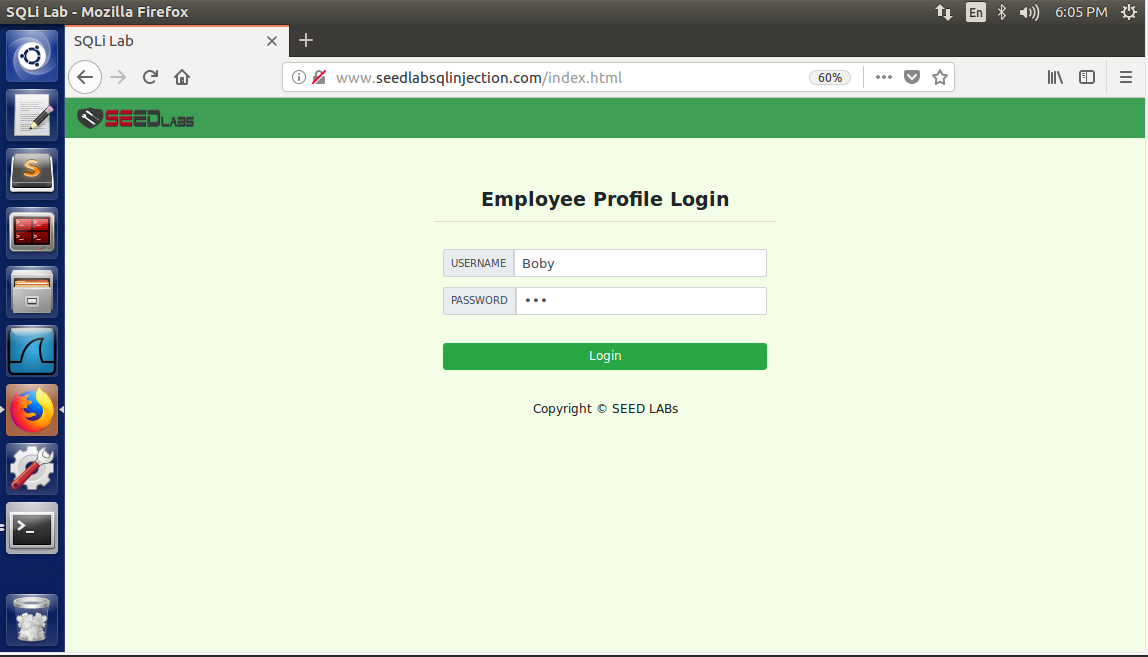 SQLi Lab - Mozilla Firefox
En
6:05 PM
SQLi Lab
www.seedlabsqlinjection.com/index.html
60%
SEEDLABS
Employee Profile Login
USERNAME Boby
PASSWORD •••
Login
Copyright © SEED LABs